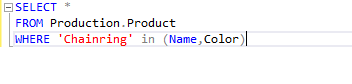 SELECT *
FROM Production.Product
WHERE 'Chainring' in (Name,Color)